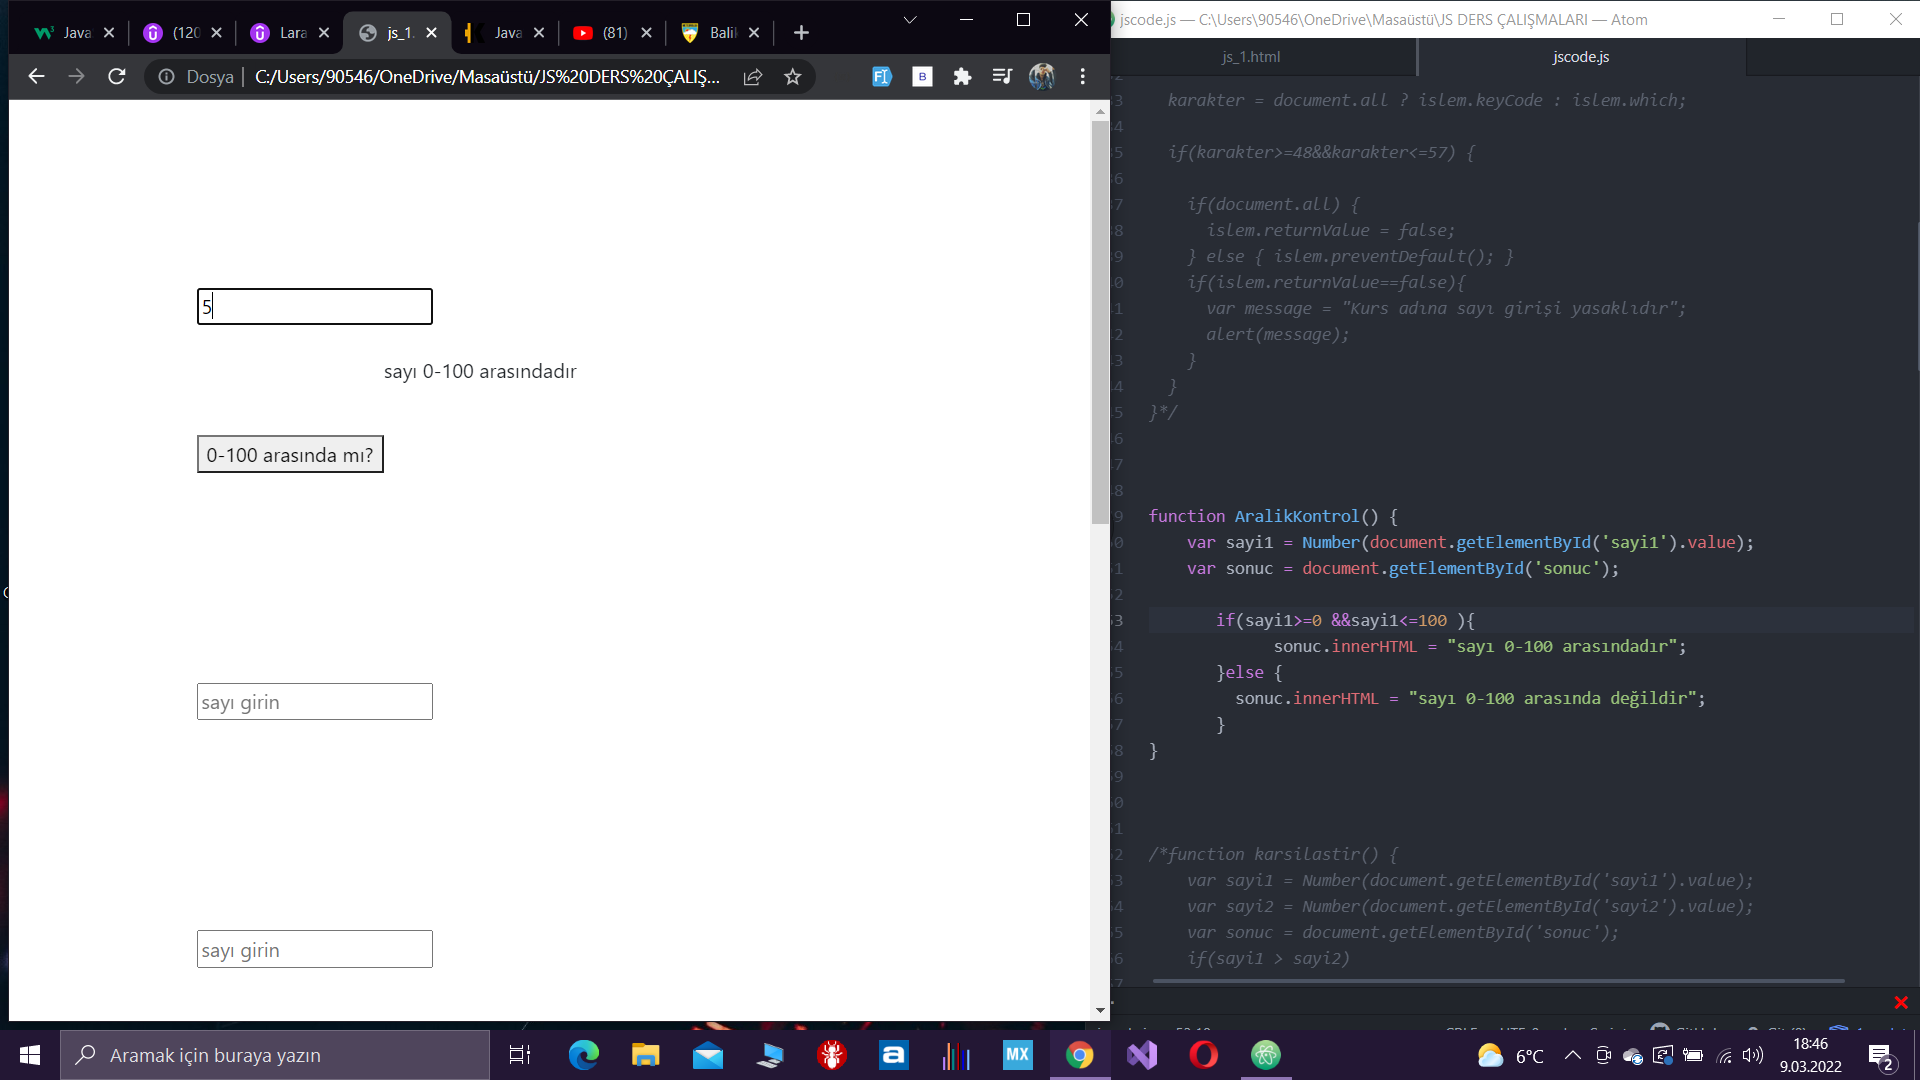 Java
(120
Lara
js_1.
Java
(81)
Balik
Dosya
C:/Users/90546/OneDrive/Masaüstü/JS%20DERS%20ÇALIŞ...
5
sayı 0-100 arasındadır
0-100 arasında mı?
sayı girin
sayı girin
jscode.js — C:\Users\90546\OneDrive\Masaüstü\JS DERS ÇALIŞMALARI — Atom
js_1.html
jscode.js
karakter = document.all ? islem.keyCode : islem.which;
if(karakter>=48&&karakter<=57) {
if(document.all) {
islem.returnValue = false;
} else { islem.preventDefault(); }
if(islem.returnValue==false){
var message = "Kurs adına sayı girişi yasaklıdır";
alert(message);
}
}
}*/
function AralikKontrol() {
var sayi1 = Number(document.getElementById('sayi1').value);
var sonuc = document.getElementById('sonuc');
if(sayi1>=0 &&sayi1<=100 ){
sonuc.innerHTML = "sayı 0-100 arasındadır";
}else {
sonuc.innerHTML = "sayı 0-100 arasında değildir";
}
}
/*function karsilastir() {
var sayi1 = Number(document.getElementById('sayi1').value);
var sayi2 = Number(document.getElementById('sayi2').value);
var sonuc = document.getElementById('sonuc');
if(sayi1 > sayi2)
Aramak için buraya yazın
MX
6°C
18:46
9.03.2022
2